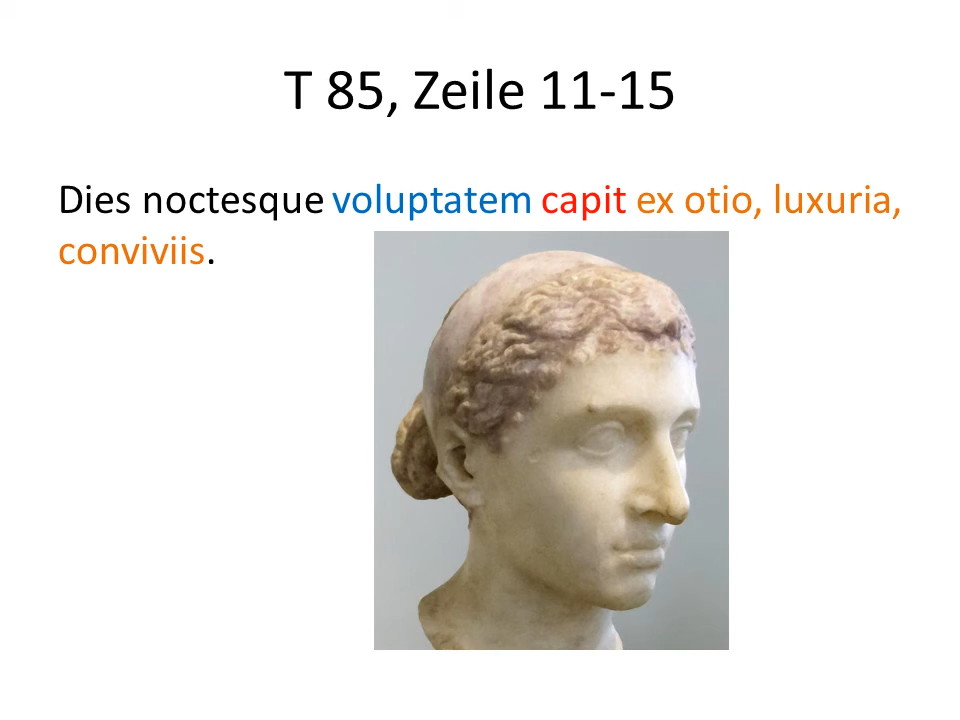 T 85, Zeile 11-15
Dies noctesque voluptatem capit ex otio, luxuria,
conviviis.